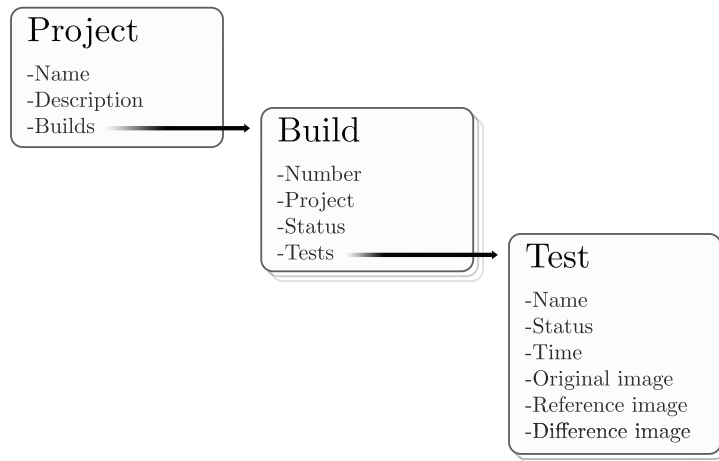 Project
-Name
-Description
-Builds
Build
-Number
-Project
-Status
-Tests
Test
-Name
-Status
-Time
-Original image
-Reference image
-Difference image